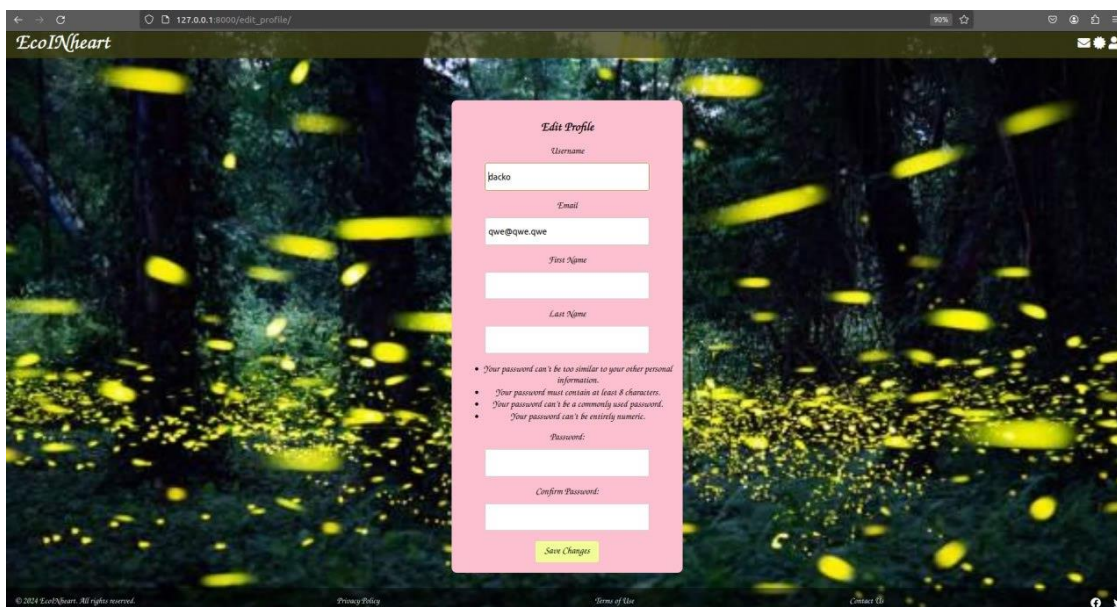 127.0.0.1:8000/edit_profile/
90%
EcoINheart
Edit Profile
Username
dacko
Email
qwe@qwe.qwe
First Name
Last Name
• Your password can't be too similar to your other personal
information.
• Your password must contain at least 8 characters.
• Your password can't be a commonly used password.
• Your password can't be entirely numeric.
Password:
Confirm Password:
Save Changes
© 2024 EcoINheart. All rights reserved.
Privacy Policy
Terms of Use
Contact Us